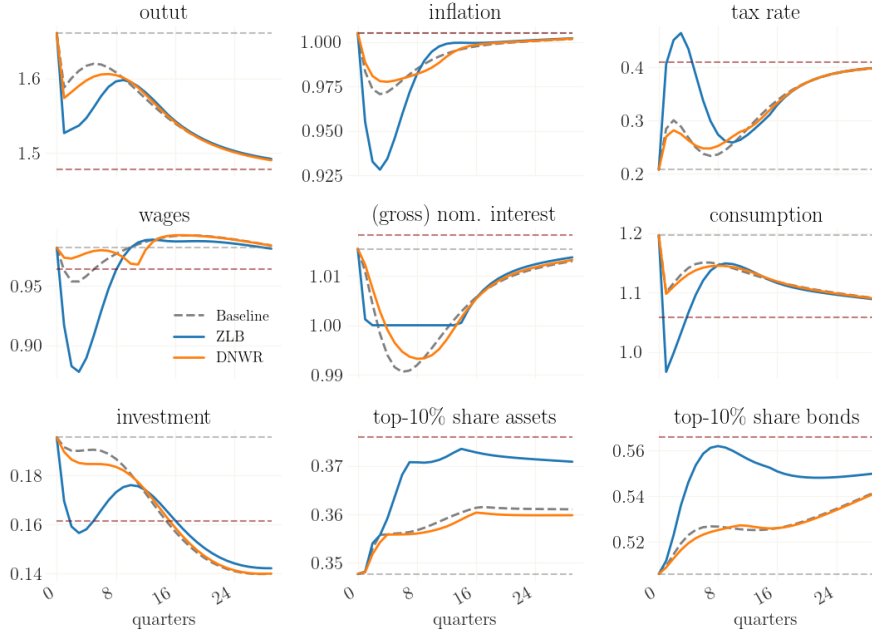 outut
inflation
tax rate
1.6
1.5
1.000
0.975
0.950
0.925
0.4
0.3
0.2
wages
(gross) nom. interest
consumption
0.95
0.90
Baseline
ZLB
DNWR
1.01
1.00
0.99
1.2
1.1
1.0
investment
top-10% share assets
top-10% share bonds
0.18
0.16
0.14
0.37
0.36
0.35
0.56
0.54
0.52
0
8
16
24
0
8
16
24
0
8
16
24
quarters
quarters
quarters